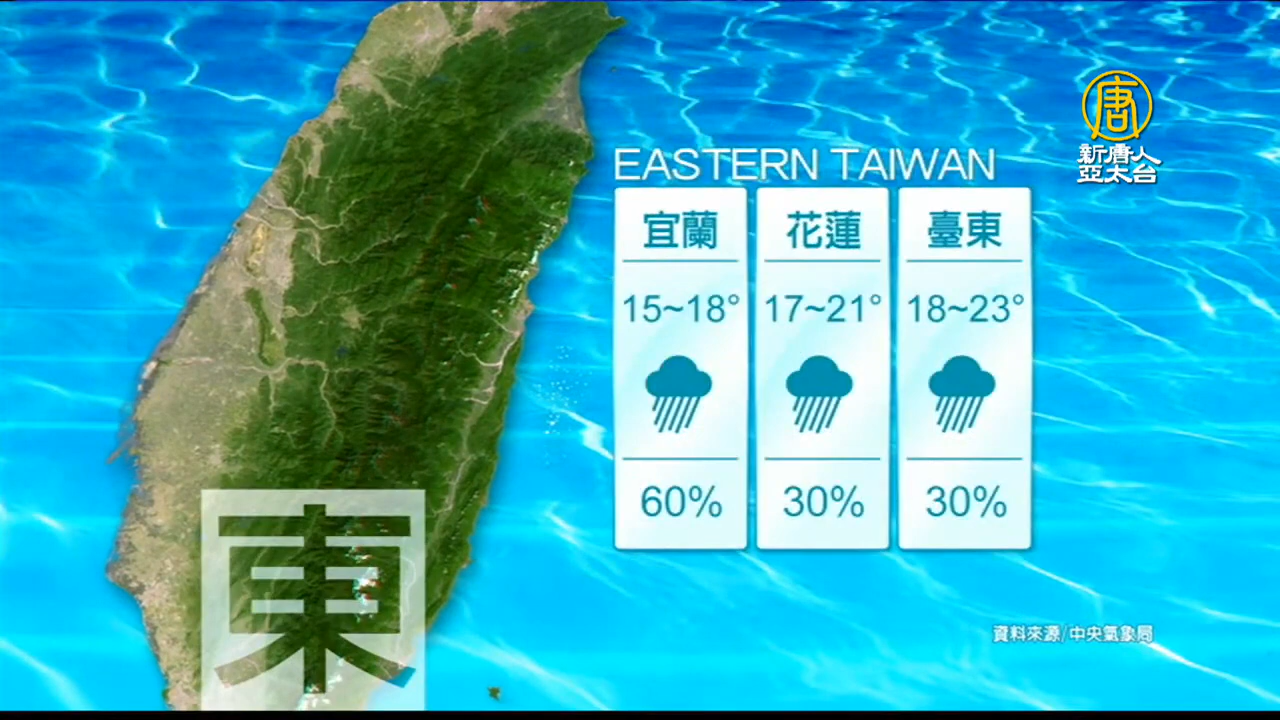 唐
新唐人
亞太台
EASTERN TAIWAN
宜蘭 花蓮 臺東
15~18° 17~21° 18~23°
60% 30% 30%
東
資料來源/中央氣象局